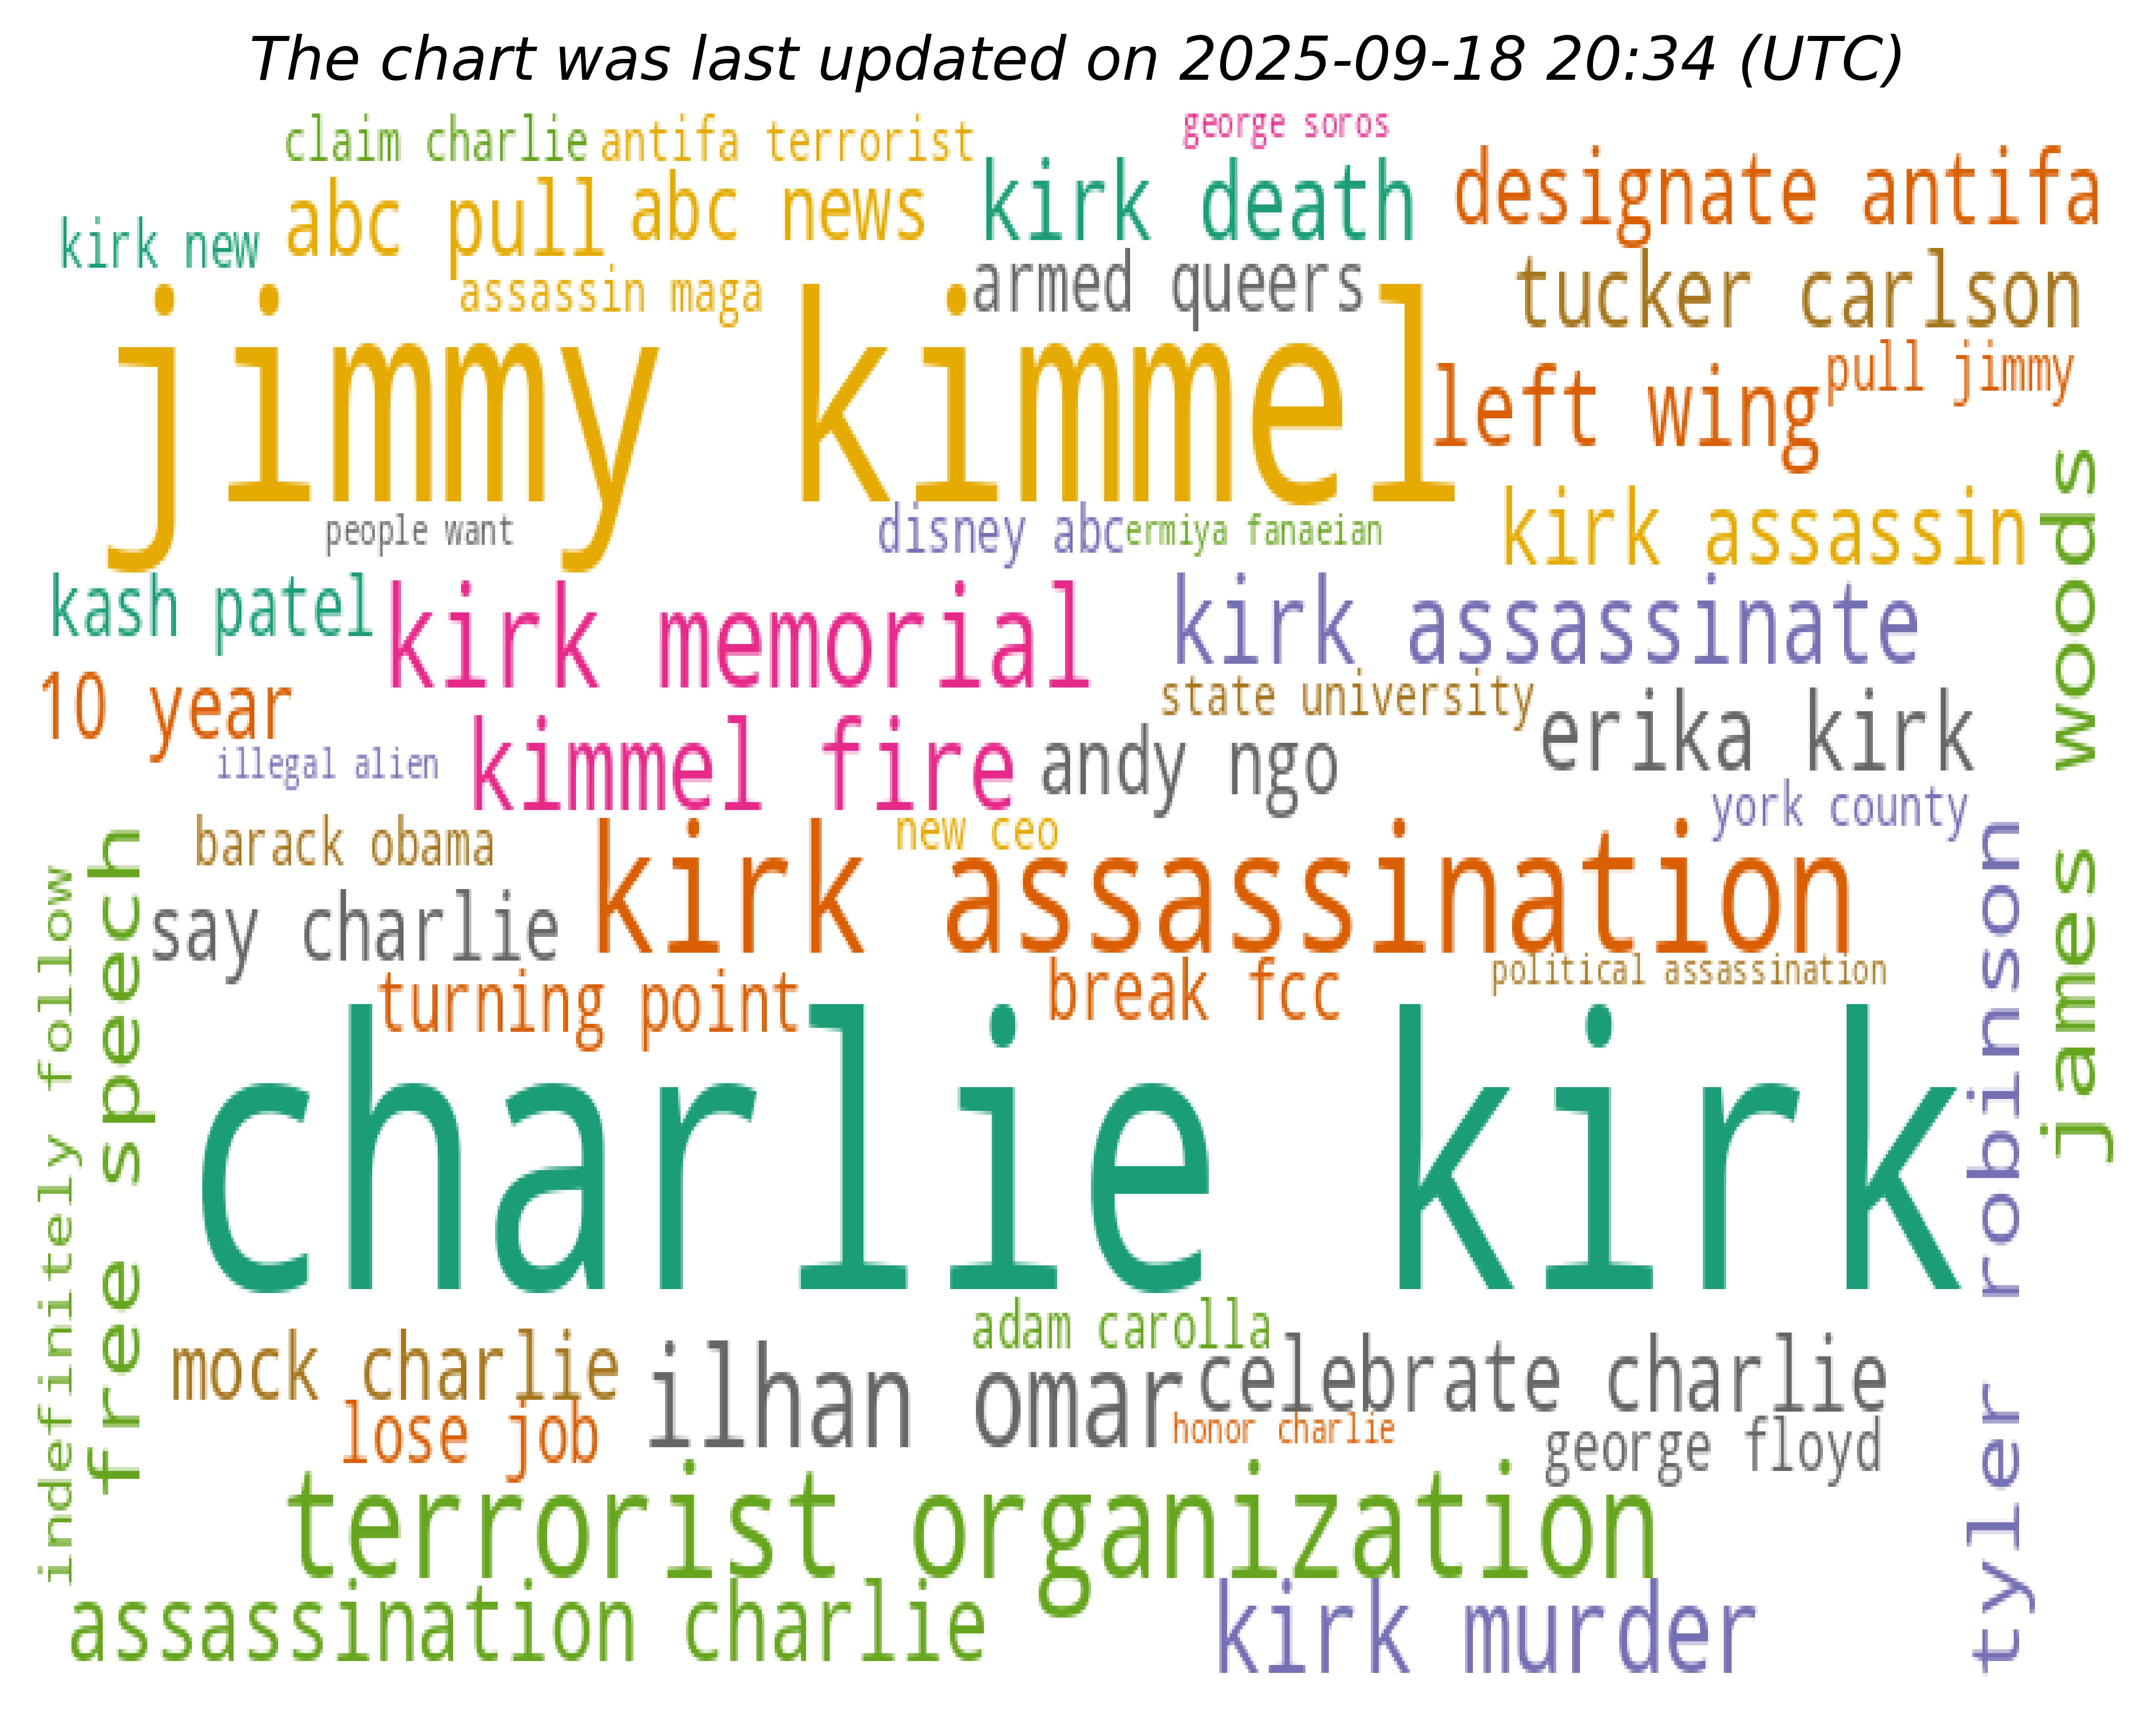 The chart was last updated on 2025-09-18 20:34 (UTC)
claim charlie
antifa terrorist
george soros
kirk new
abc pull
abc news
kirk death
designate antifa
assassin maga
armed queers
tucker carlson
jimmy kimmel
left wing
pull jimmy
people want
disney abc
ermiya fanaeian
kirk assassin
james woods
kash patel
kirk memorial
kirk assassinate
10 year
state university
erika kirk
illegal alien
kimmel fire
andy ngo
york county
barack obama
new ceo
kirk assassination
say charlie
free speech
indefinitely follow
turning point
break fcc
political assassination
tyler robinson
charlie kirk
adam carolla
mock charlie
ilhan omar
celebrate charlie
lose job
honor charlie
george floyd
terrorist organization
assassination charlie
kirk murder